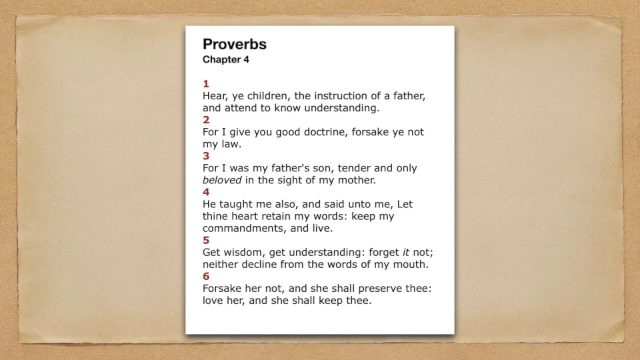 Proverbs
Chapter 4
1
Hear, ye children, the instruction of a father,
and attend to know understanding.
2
For I give you good doctrine, forsake ye not
my law.
3
For I was my father's son, tender and only
beloved in the sight of my mother.
4
He taught me also, and said unto me, Let
thine heart retain my words: keep my
commandments, and live.
5
Get wisdom, get understanding: forget it not;
neither decline from the words of my mouth.
6
Forsake her not, and she shall preserve thee:
love her, and she shall keep thee.